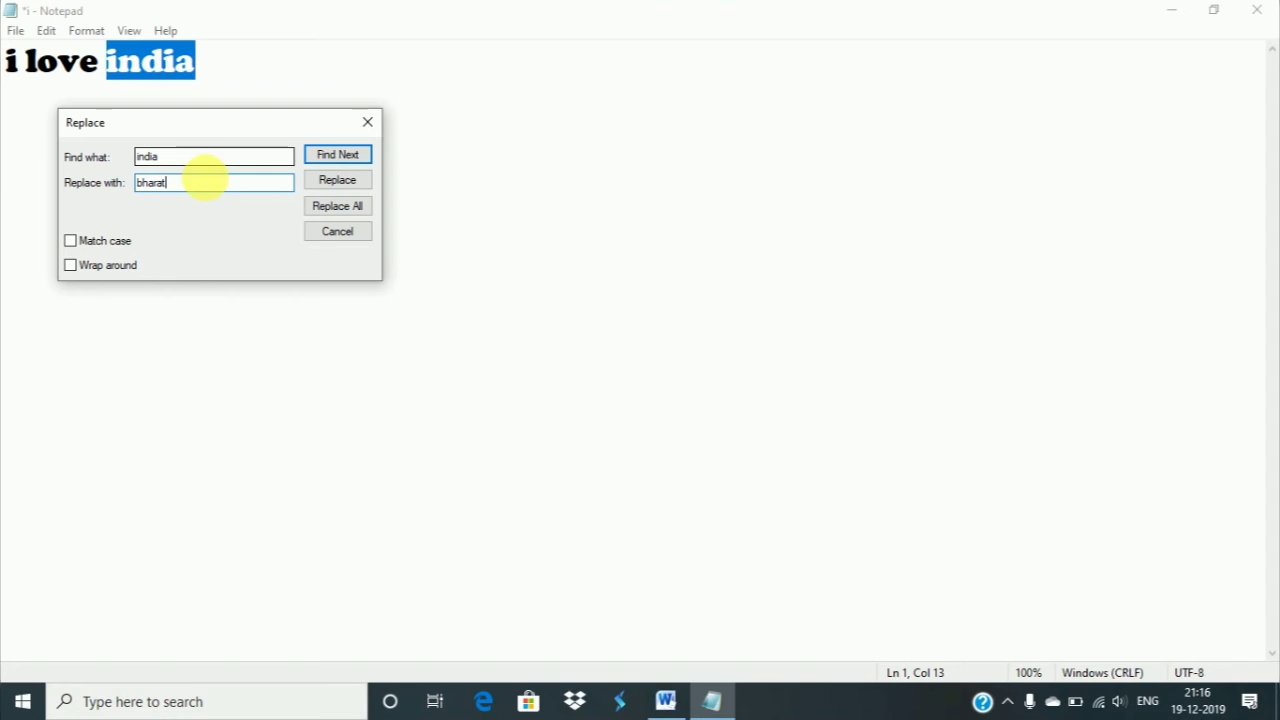 *i - Notepad
File Edit Format View Help
i love india
Replace
Find what: india Find Next
Replace with: bharat Replace
Replace All
Cancel
Match case
Wrap around
Ln 1, Col 13 100% Windows (CRLF) UTF-8
Type here to search ENG 21:16
19-12-2019